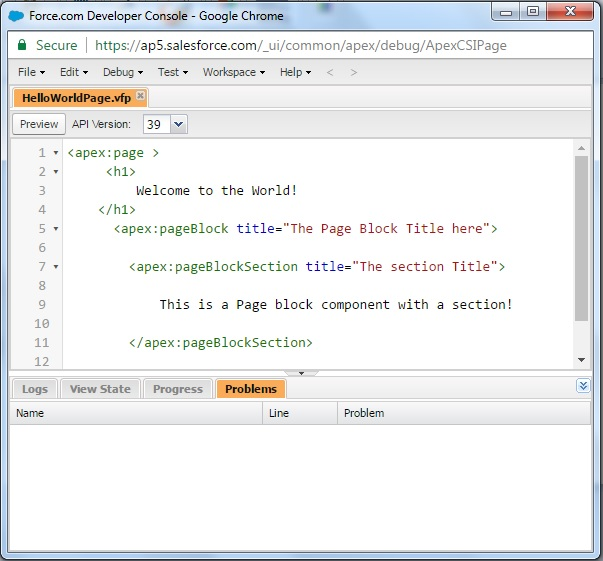 Force.com Developer Console - Google Chrome
Secure https://ap5.salesforce.com/_ui/common/apex/debug/ApexCSIPage
File Edit Debug Test Workspace Help < >
HelloWorldPage.vfp
Preview API Version: 39
1 <apex:page >
2 <h1>
3 Welcome to the World!
4 </h1>
5 <apex:pageBlock title="The Page Block Title here">
6
7 <apex:pageBlockSection title="The section Title">
8
9 This is a Page block component with a section!
10
11 </apex:pageBlockSection>
12
Logs View State Progress Problems
Name Line Problem